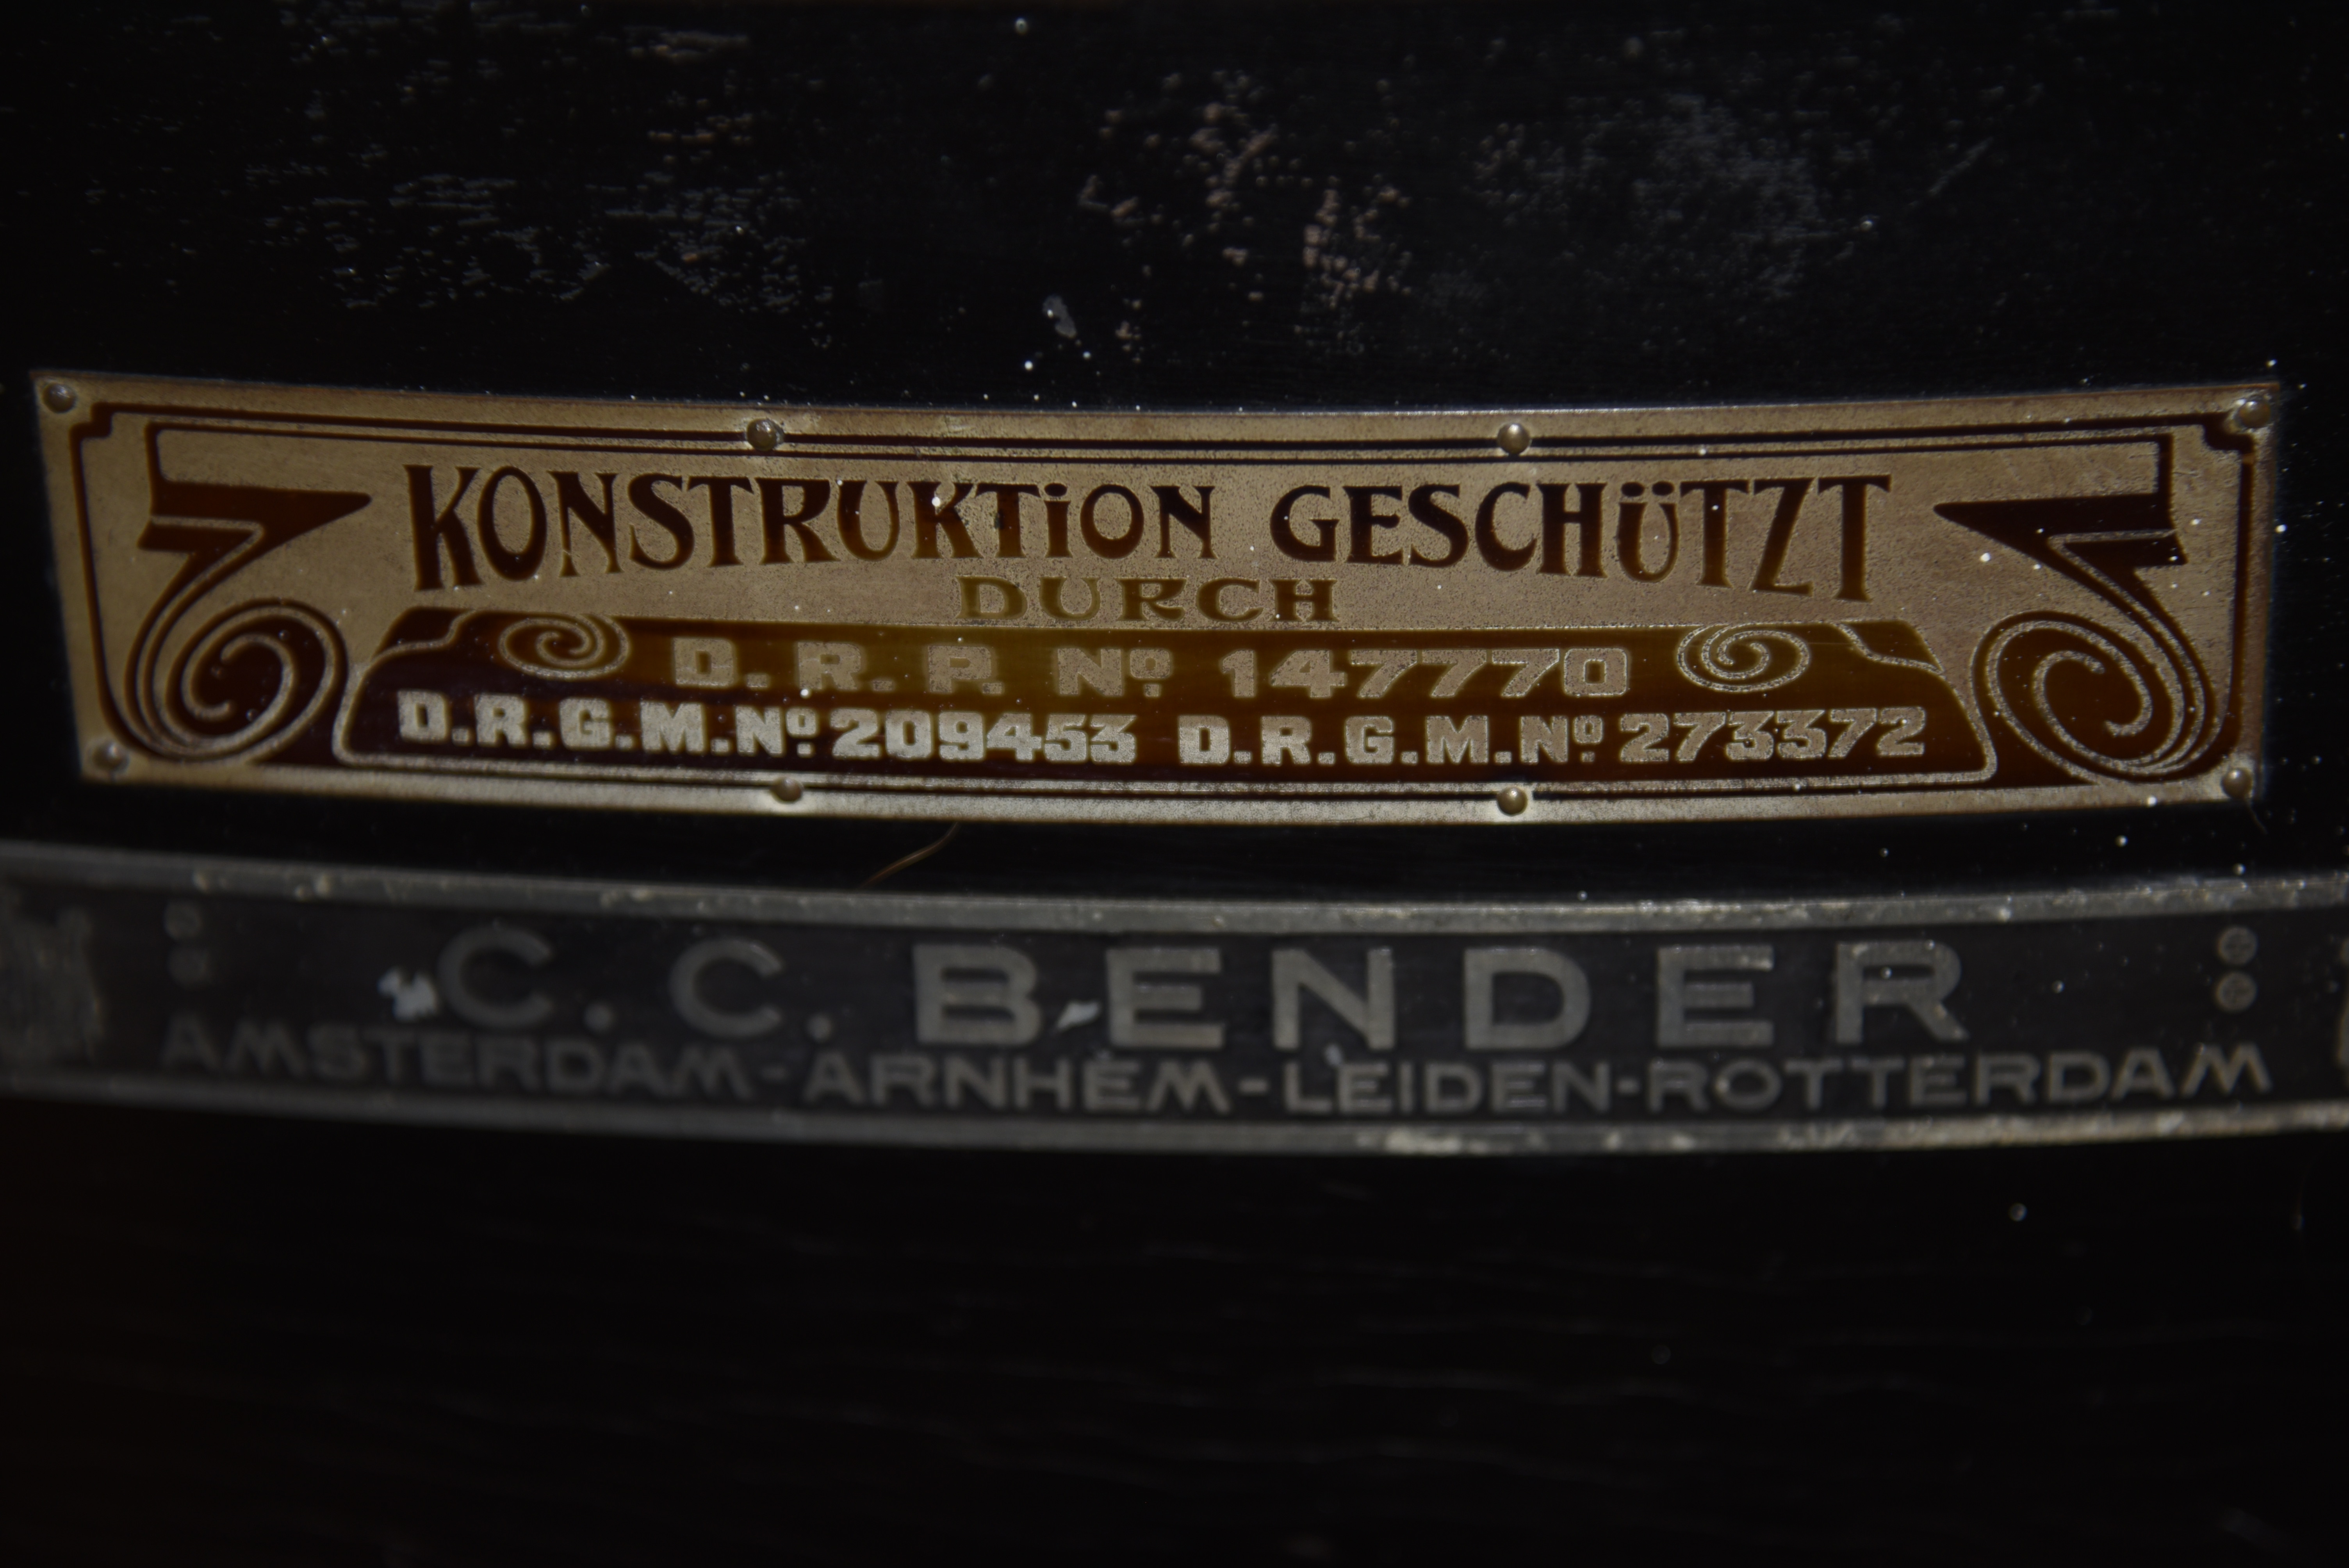 KONSTRUKTiON GESCHÜTZT
DURCH
D. R. P. Nº 147770
D.R.G.M.Nº 209453 D.R.G.M.Nº 273372
C. C. BENDER
AMSTERDAM-ARNHEM-LEIDEN-ROTTERDAM